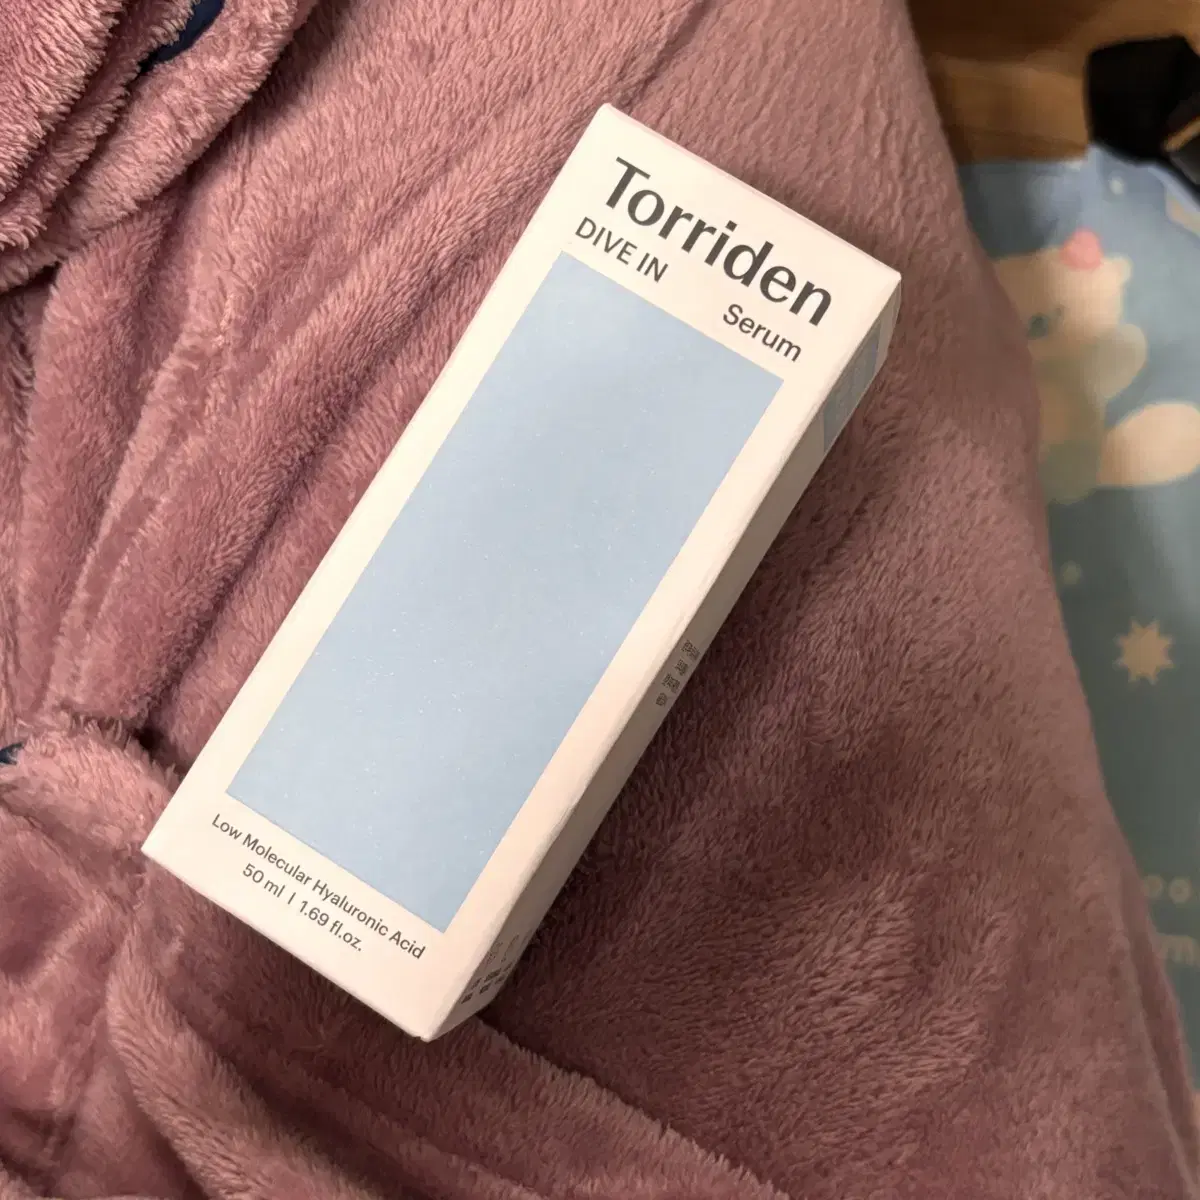 Torriden
DIVE IN
Serum
Low Molecular Hyaluronic Acid
50 ml | 1.69 fl.oz.